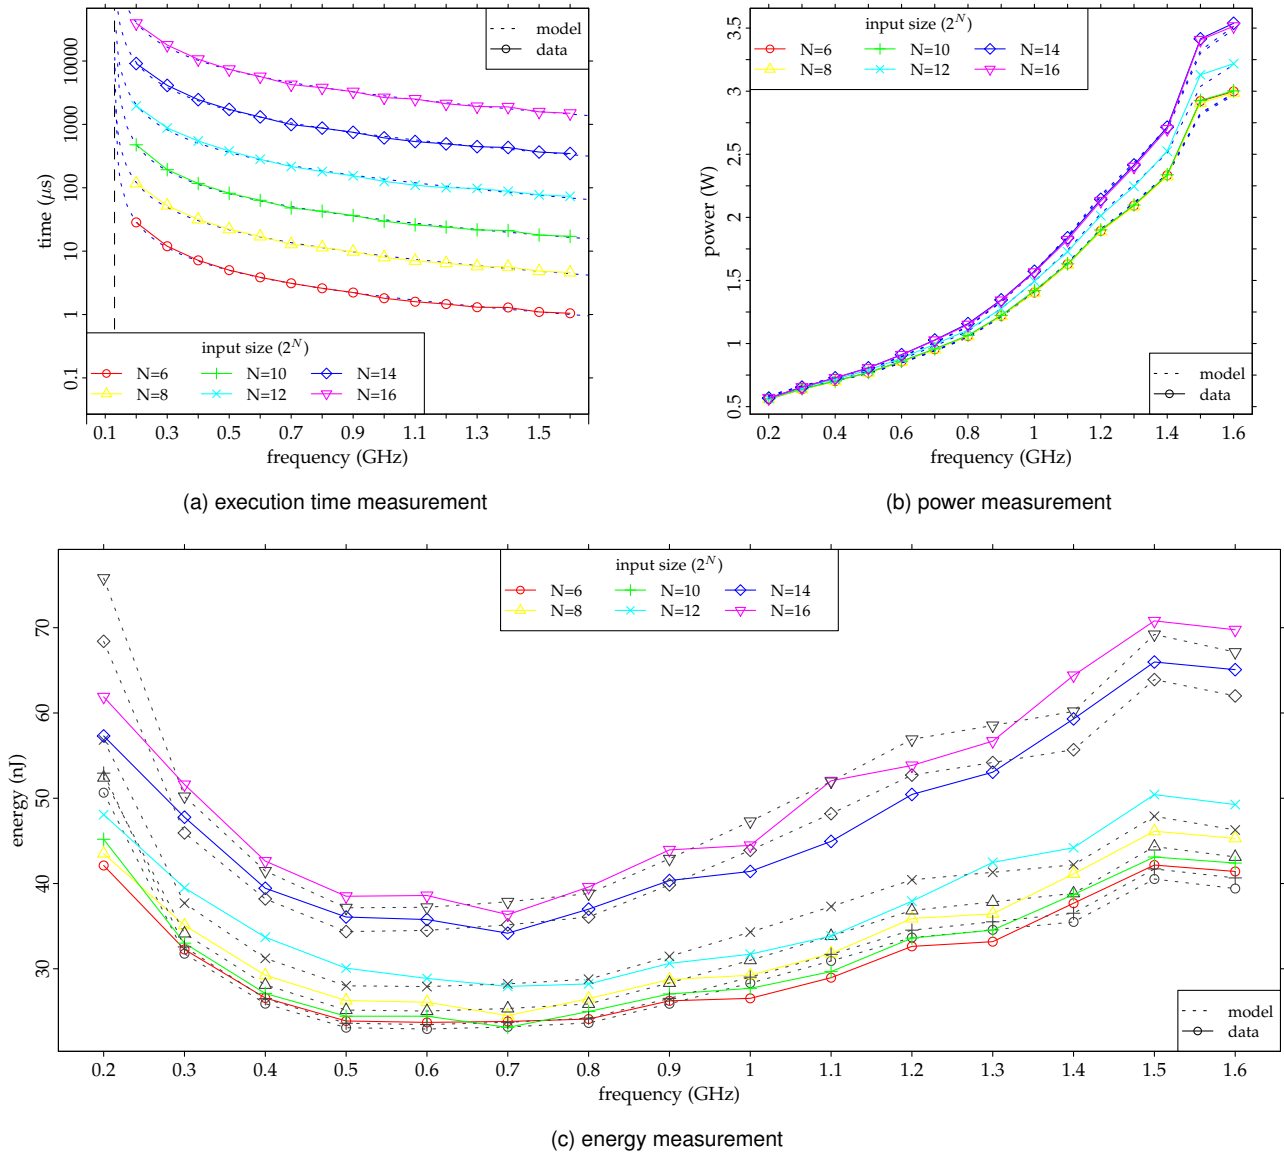 10000
1000
100
10
1
0.1
time (μs)
model
data
input size (2^N)
N=6 N=10 N=14
N=8 N=12 N=16
0.1 0.3 0.5 0.7 0.9 1.1 1.3 1.5
frequency (GHz)
(a) execution time measurement
3.5
3
2.5
2
1.5
1
0.5
power (W)
input size (2^N)
N=6 N=10 N=14
N=8 N=12 N=16
model
data
0.2 0.4 0.6 0.8 1 1.2 1.4 1.6
frequency (GHz)
(b) power measurement
70
60
50
40
30
energy (nJ)
input size (2^N)
N=6 N=10 N=14
N=8 N=12 N=16
model
data
0.2 0.3 0.4 0.5 0.6 0.7 0.8 0.9 1 1.1 1.2 1.3 1.4 1.5 1.6
frequency (GHz)
(c) energy measurement